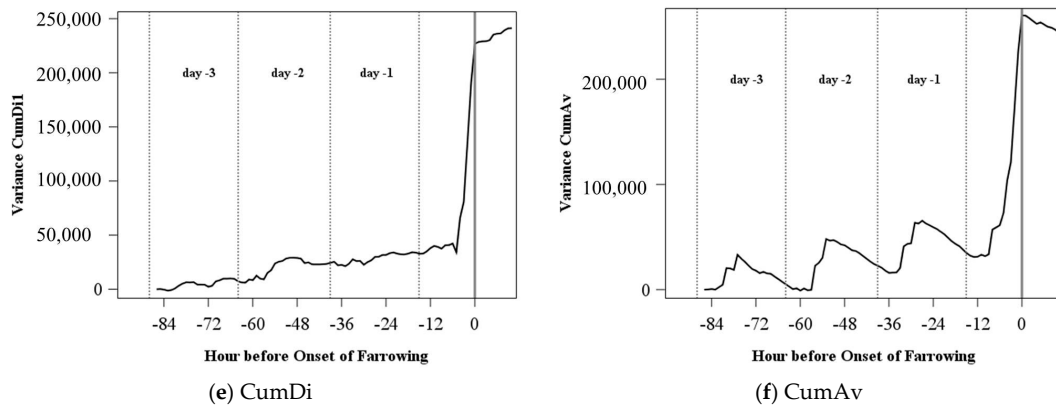 250,000
200,000
150,000
100,000
50,000
0
Variance CumDi1
day -3 day -2 day -1
-84 -72 -60 -48 -36 -24 -12 0
Hour before Onset of Farrowing
(e) CumDi
200,000
100,000
0
Variance CumAv
day -3 day -2 day -1
-84 -72 -60 -48 -36 -24 -12 0
Hour before Onset of Farrowing
(f) CumAv